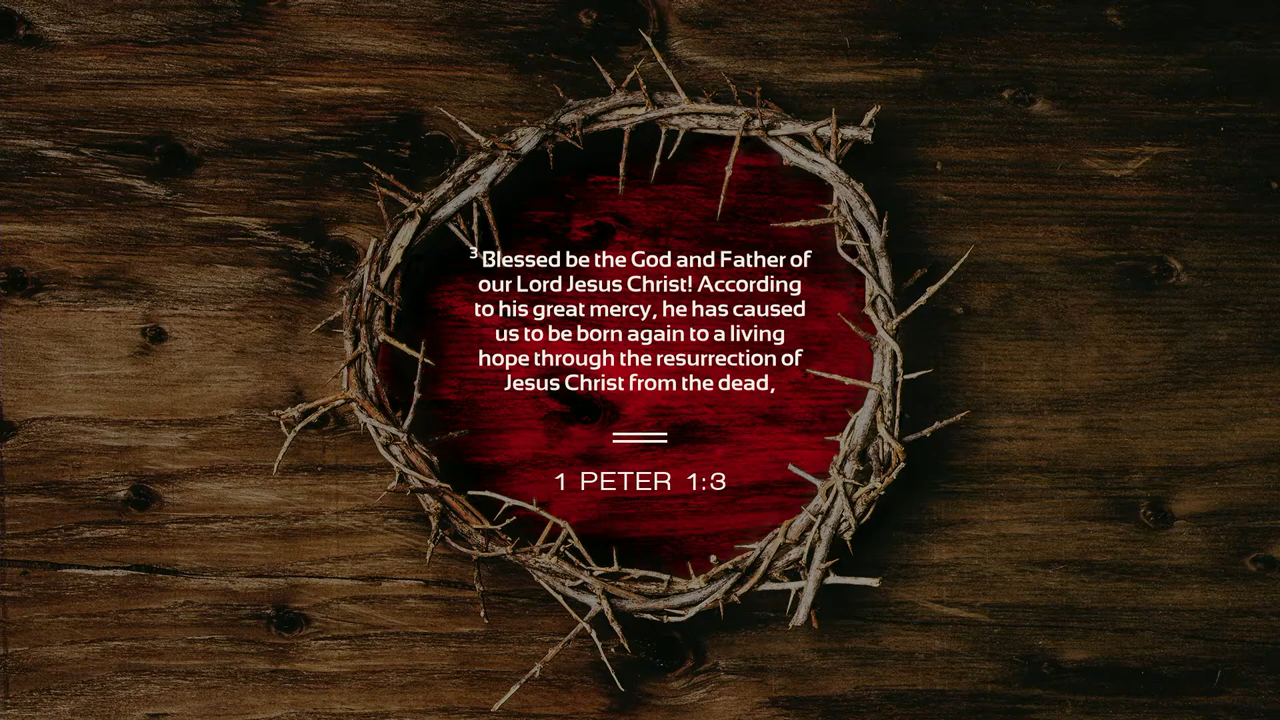 ³ Blessed be the God and Father of
our Lord Jesus Christ! According
to his great mercy, he has caused
us to be born again to a living
hope through the resurrection of
Jesus Christ from the dead,
1 PETER 1:3